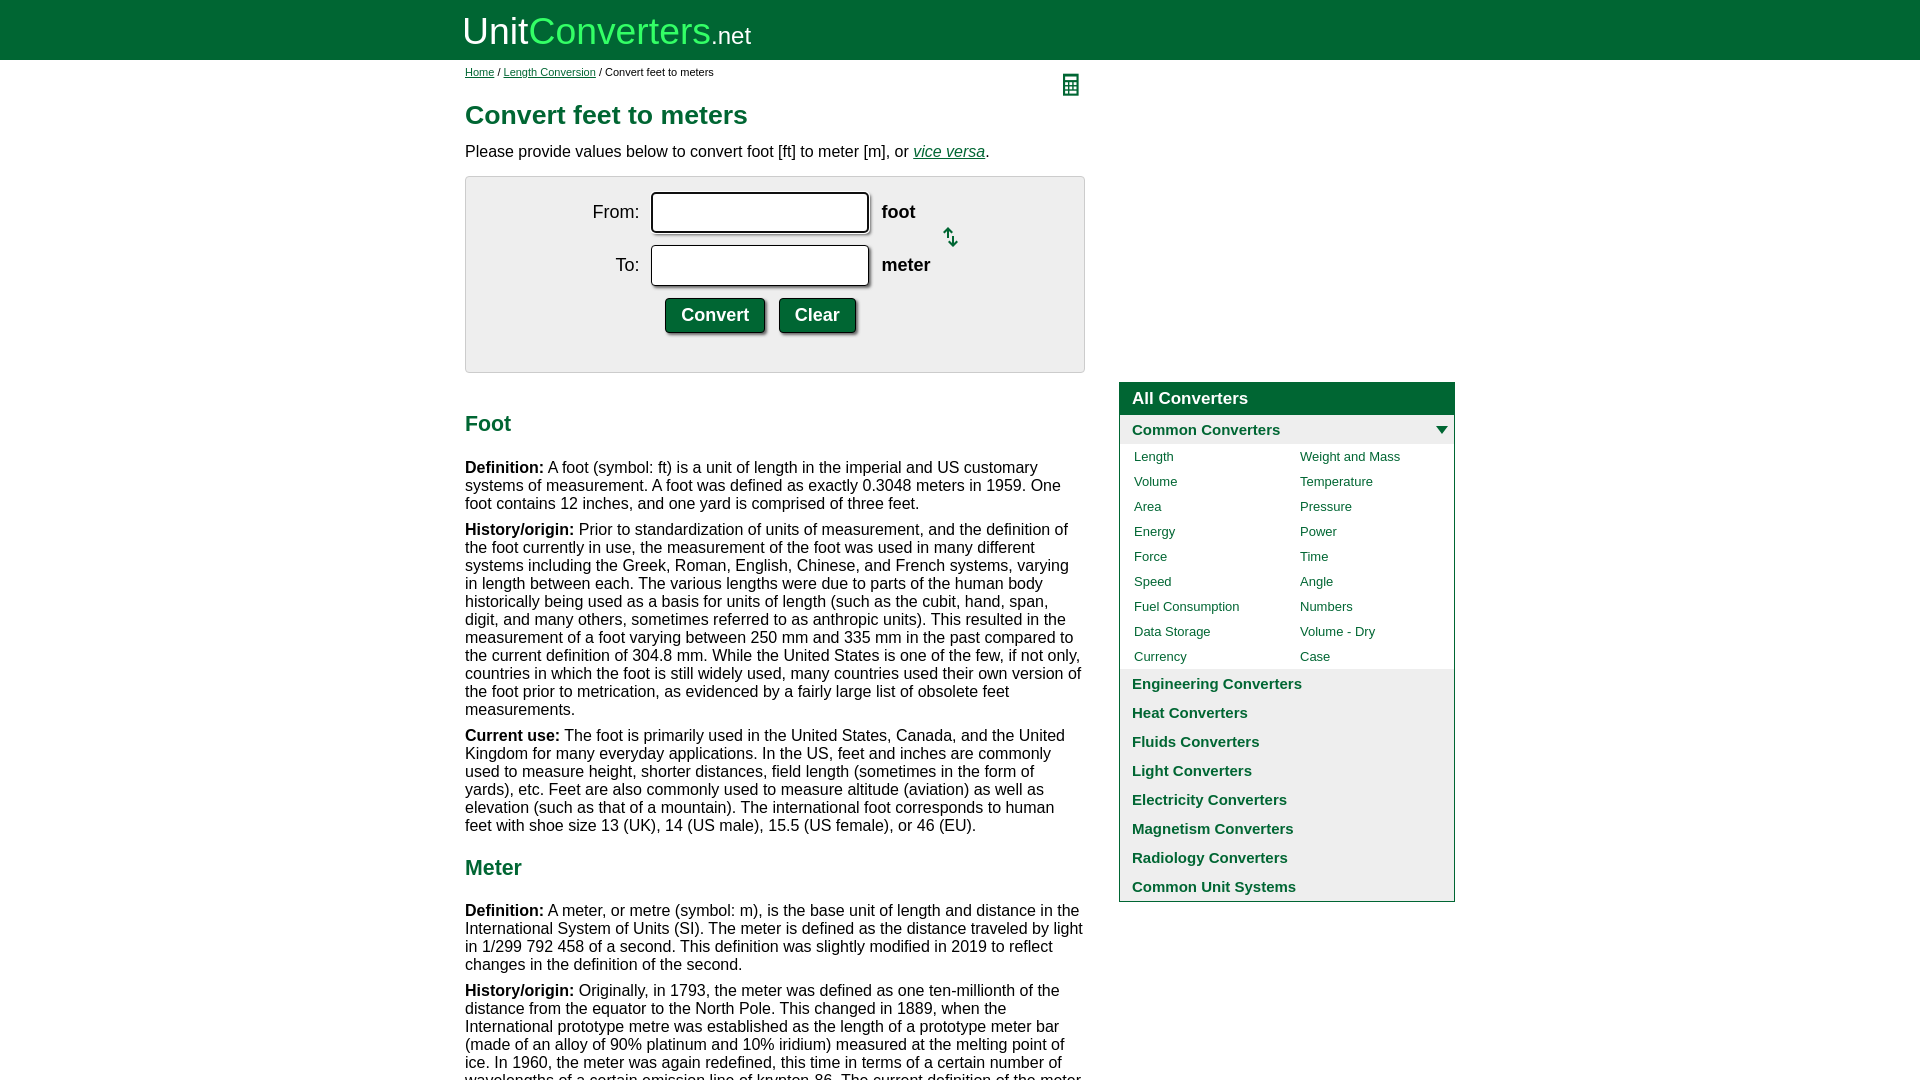 UnitConverters.net
Home / Length Conversion / Convert feet to meters
Convert feet to meters
Please provide values below to convert foot [ft] to meter [m], or vice versa.
From:
foot
To:
meter
Convert
Clear
Foot
Definition: A foot (symbol: ft) is a unit of length in the imperial and US customary
systems of measurement. A foot was defined as exactly 0.3048 meters in 1959. One
foot contains 12 inches, and one yard is comprised of three feet.
History/origin: Prior to standardization of units of measurement, and the definition of
the foot currently in use, the measurement of the foot was used in many different
systems including the Greek, Roman, English, Chinese, and French systems, varying
in length between each. The various lengths were due to parts of the human body
historically being used as a basis for units of length (such as the cubit, hand, span,
digit, and many others, sometimes referred to as anthropic units). This resulted in the
measurement of a foot varying between 250 mm and 335 mm in the past compared to
the current definition of 304.8 mm. While the United States is one of the few, if not only,
countries in which the foot is still widely used, many countries used their own version of
the foot prior to metrication, as evidenced by a fairly large list of obsolete feet
measurements.
Current use: The foot is primarily used in the United States, Canada, and the United
Kingdom for many everyday applications. In the US, feet and inches are commonly
used to measure height, shorter distances, field length (sometimes in the form of
yards), etc. Feet are also commonly used to measure altitude (aviation) as well as
elevation (such as that of a mountain). The international foot corresponds to human
feet with shoe size 13 (UK), 14 (US male), 15.5 (US female), or 46 (EU).
Meter
Definition: A meter, or metre (symbol: m), is the base unit of length and distance in the
International System of Units (SI). The meter is defined as the distance traveled by light
in 1/299 792 458 of a second. This definition was slightly modified in 2019 to reflect
changes in the definition of the second.
History/origin: Originally, in 1793, the meter was defined as one ten-millionth of the
distance from the equator to the North Pole. This changed in 1889, when the
International prototype metre was established as the length of a prototype meter bar
(made of an alloy of 90% platinum and 10% iridium) measured at the melting point of
ice. In 1960, the meter was again redefined, this time in terms of a certain number of
wavelengths of a certain emission line of krypton-86. The current definition of the meter
All Converters
Common Converters
Length
Weight and Mass
Volume
Temperature
Area
Pressure
Energy
Power
Force
Time
Speed
Angle
Fuel Consumption
Numbers
Data Storage
Volume - Dry
Currency
Case
Engineering Converters
Heat Converters
Fluids Converters
Light Converters
Electricity Converters
Magnetism Converters
Radiology Converters
Common Unit Systems